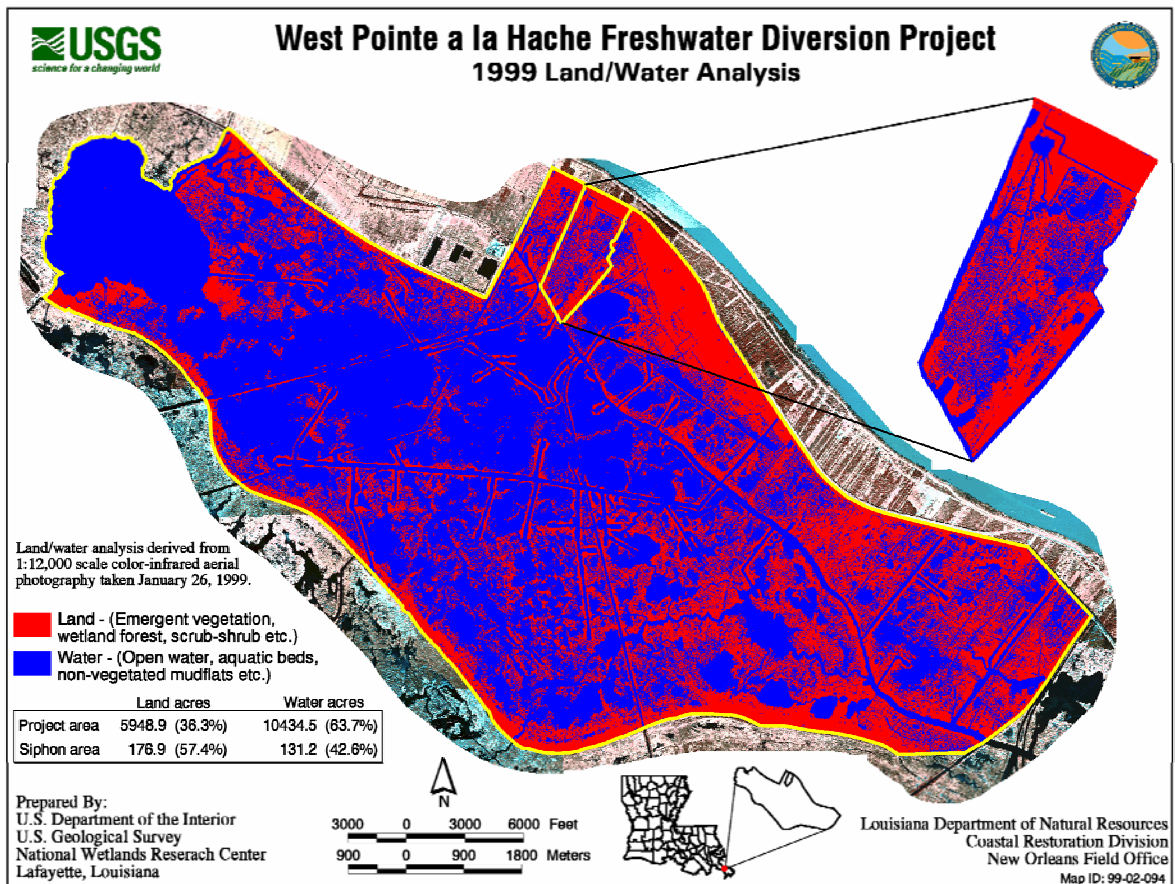 USGS
science for a changing world
West Pointe a la Hache Freshwater Diversion Project
1999 Land/Water Analysis
Land/water analysis derived from
1:12,000 scale color-infrared aerial
photography taken January 26, 1999.
Land - (Emergent vegetation,
wetland forest, scrub-shrub etc.)
Water - (Open water, aquatic beds,
non-vegetated mudflats etc.)
Land acres Water acres
Project area 5948.9 (36.3%) 10434.5 (63.7%)
Siphon area 176.9 (57.4%) 131.2 (42.6%)
Prepared By:
U.S. Department of the Interior
U.S. Geological Survey
National Wetlands Reserach Center
Lafayette, Louisiana
N
3000 0 3000 6000 Feet
900 0 900 1800 Meters
Louisiana Department of Natural Resources
Coastal Restoration Division
New Orleans Field Office
Map ID: 99-02-094